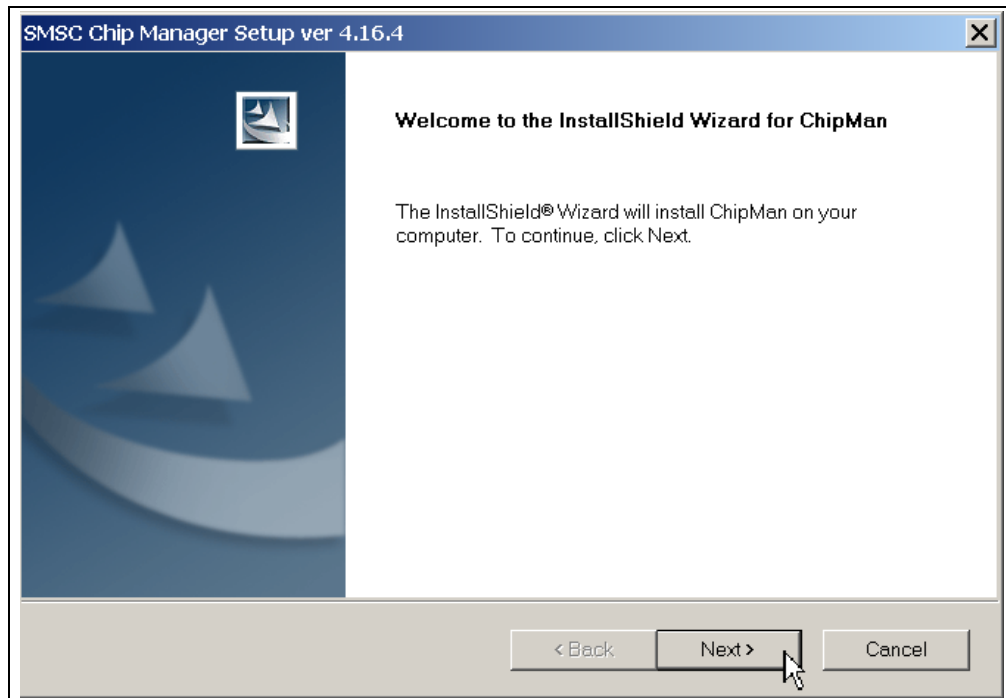 SMSC Chip Manager Setup ver 4.16.4
Welcome to the InstallShield Wizard for ChipMan
The InstallShield® Wizard will install ChipMan on your
computer. To continue, click Next.
< Back
Next >
Cancel